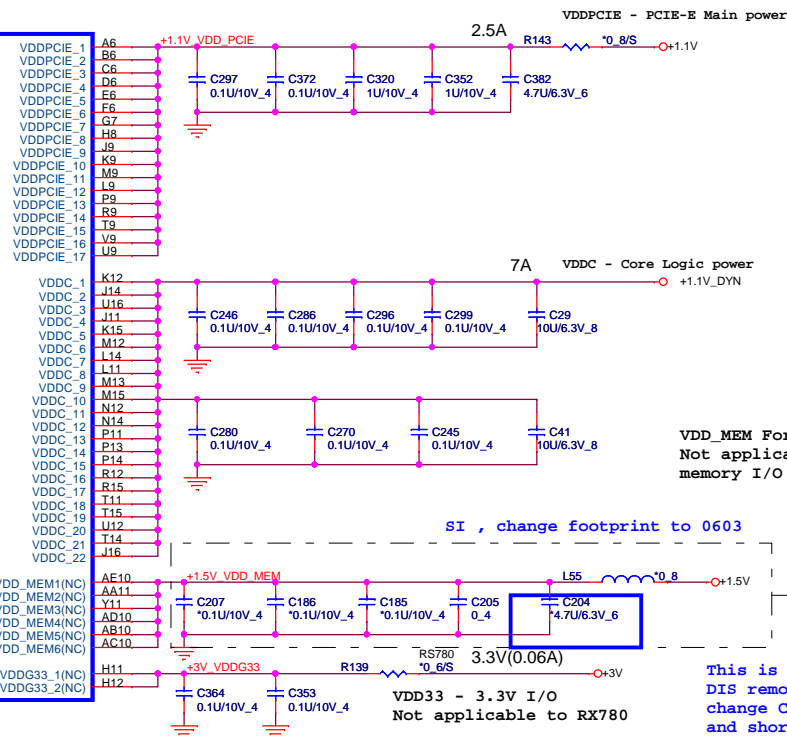 VDDPCIE - PCIE-E Main power
VDDPCIE_1 A6 +1.1V_VDD_PCIE 2.5A R143 *0_8/S +1.1V
VDDPCIE_2 B6
VDDPCIE_3 C6
VDDPCIE_4 D6
VDDPCIE_5 E6
VDDPCIE_6 F6
VDDPCIE_7 G7
VDDPCIE_8 H8
VDDPCIE_9 J9
VDDPCIE_10 K9
VDDPCIE_11 M9
VDDPCIE_12 L9
VDDPCIE_13 P9
VDDPCIE_14 R9
VDDPCIE_15 T9
VDDPCIE_16 V9
VDDPCIE_17 U9
C297 C372 C320 C352 C382
0.1U/10V_4 0.1U/10V_4 1U/10V_4 1U/10V_4 4.7U/6.3V_6
7A VDDC - Core Logic power
+1.1V_DYN
VDDC_1 K12
VDDC_2 J14
VDDC_3 U16
VDDC_4 J11
VDDC_5 K15
VDDC_6 M12
VDDC_7 L14
VDDC_8 L11
VDDC_9 M13
VDDC_10 M15
VDDC_11 N12
VDDC_12 N14
VDDC_13 P11
VDDC_14 P13
VDDC_15 P14
VDDC_16 R12
VDDC_17 R15
VDDC_18 T11
VDDC_19 T15
VDDC_20 U12
VDDC_21 T14
VDDC_22 J16
C246 C286 C296 C299 C29
0.1U/10V_4 0.1U/10V_4 0.1U/10V_4 0.1U/10V_4 10U/6.3V_8
C280 C270 C245 C41
0.1U/10V_4 0.1U/10V_4 0.1U/10V_4 10U/6.3V_8
VDD_MEM For
Not applica
memory I/O
SI , change footprint to 0603
VDD_MEM1(NC) AE10 +1.5V_VDD_MEM L55 *0_8 +1.5V
VDD_MEM2(NC) AA11
VDD_MEM3(NC) Y11
VDD_MEM4(NC) AD10
VDD_MEM5(NC) AB10
VDD_MEM6(NC) AC10
C207 C186 C185 C205 C204
*0.1U/10V_4 *0.1U/10V_4 *0.1U/10V_4 0_4 *4.7U/6.3V_6
VDDG33_1(NC) H11 +3V_VDDG33 R139 RS780 *0_6/S 3.3V(0.06A) +3V
VDDG33_2(NC) H12
C364 C353
0.1U/10V_4 0.1U/10V_4
VDD33 - 3.3V I/O
Not applicable to RX780
This is
DIS remo
change C
and shor